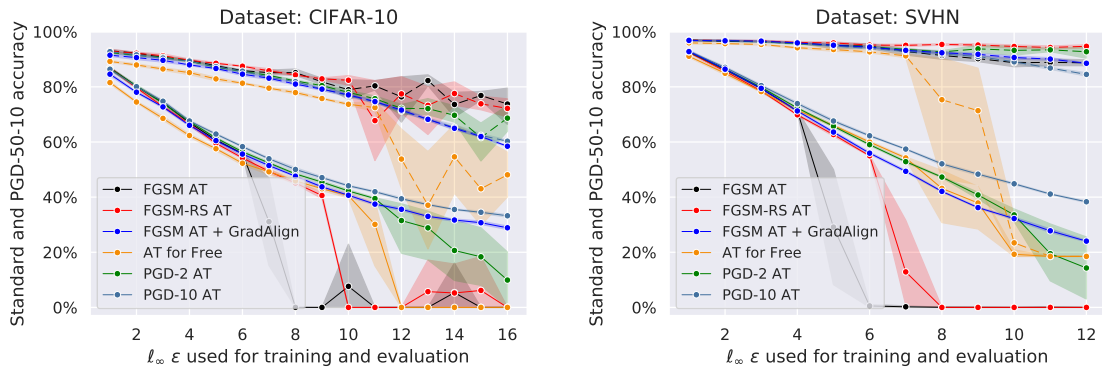 Dataset: CIFAR-10
Standard and PGD-50-10 accuracy
100%
80%
60%
40%
20%
0%
FGSM AT
FGSM-RS AT
FGSM AT + GradAlign
AT for Free
PGD-2 AT
PGD-10 AT
2 4 6 8 10 12 14 16
ℓ∞ ε used for training and evaluation
Dataset: SVHN
Standard and PGD-50-10 accuracy
100%
80%
60%
40%
20%
0%
FGSM AT
FGSM-RS AT
FGSM AT + GradAlign
AT for Free
PGD-2 AT
PGD-10 AT
2 4 6 8 10 12
ℓ∞ ε used for training and evaluation